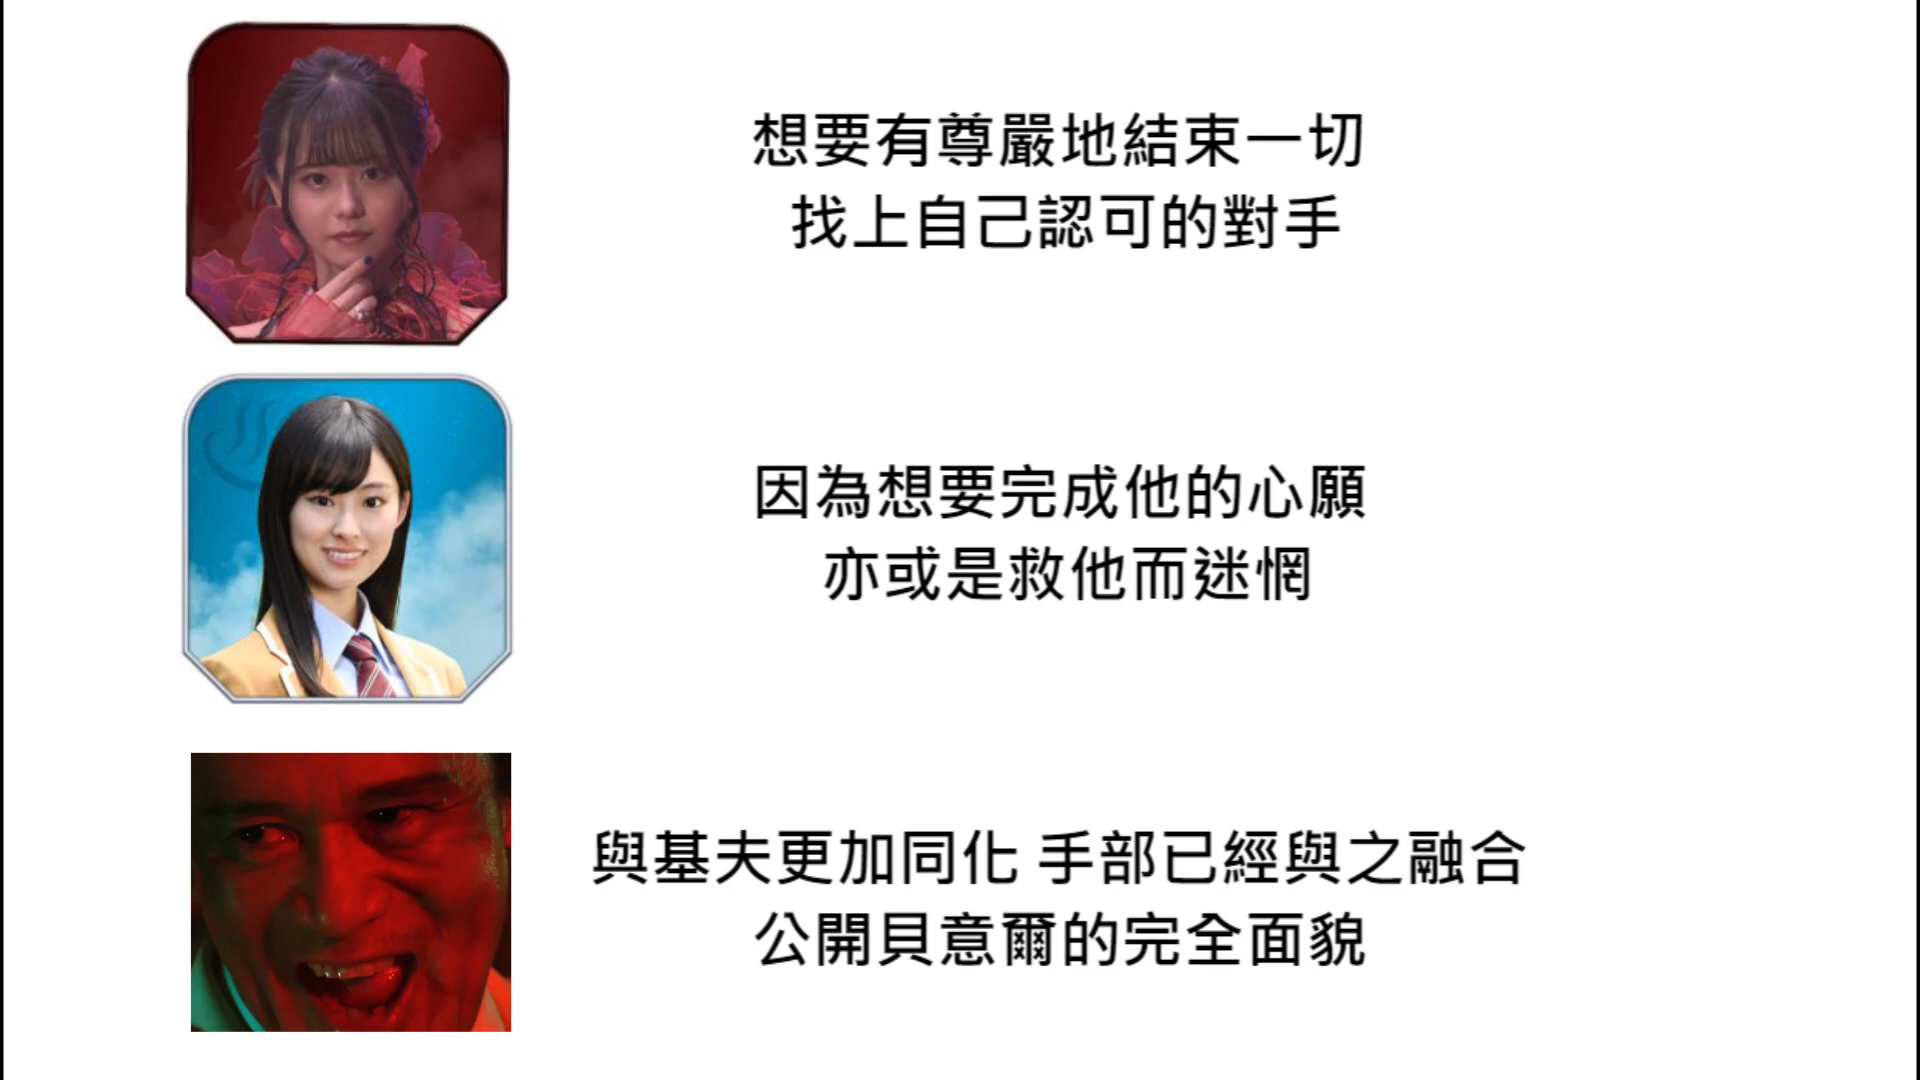 想要有尊嚴地結束一切
找上自己認可的對手
因為想要完成他的心願
亦或是救他而迷惘
與基夫更加同化 手部已經與之融合
公開貝意爾的完全面貌